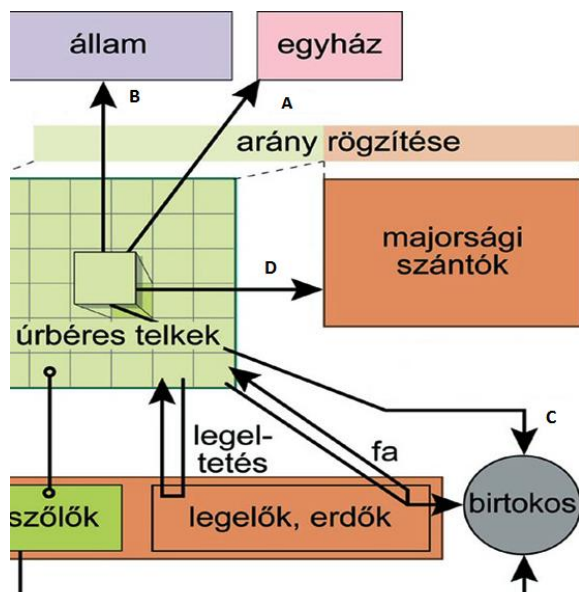 állam
egyház
B
A
arány rögzítése
majorsági
szántók
D
úrbéres telkek
C
legel-
tetés
fa
szőlők
legelők, erdők
birtokos